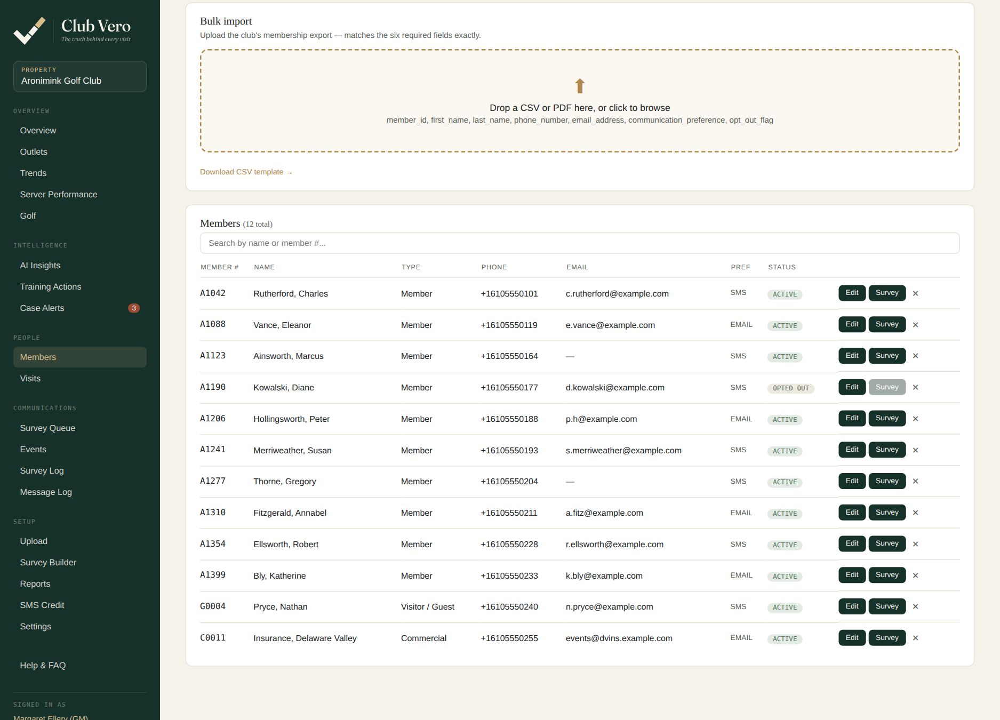 Club Vero
The truth behind every visit
PROPERTY
Aronimink Golf Club
OVERVIEW
Overview
Outlets
Trends
Server Performance
Golf
INTELLIGENCE
AI Insights
Training Actions
Case Alerts 3
PEOPLE
Members
Visits
COMMUNICATIONS
Survey Queue
Events
Survey Log
Message Log
SETUP
Upload
Survey Builder
Reports
SMS Credit
Settings
Help & FAQ
SIGNED IN AS
Margaret Ellery (GM)
Bulk import
Upload the club's membership export — matches the six required fields exactly.
⬆
Drop a CSV or PDF here, or click to browse
member_id, first_name, last_name, phone_number, email_address, communication_preference, opt_out_flag
Download CSV template →
Members (12 total)
Search by name or member #...
MEMBER # NAME TYPE PHONE EMAIL PREF STATUS
A1042 Rutherford, Charles Member +16105550101 c.rutherford@example.com SMS ACTIVE Edit Survey ✕
A1088 Vance, Eleanor Member +16105550119 e.vance@example.com EMAIL ACTIVE Edit Survey ✕
A1123 Ainsworth, Marcus Member +16105550164 — SMS ACTIVE Edit Survey ✕
A1190 Kowalski, Diane Member +16105550177 d.kowalski@example.com SMS OPTED OUT Edit Survey ✕
A1206 Hollingsworth, Peter Member +16105550188 p.h@example.com EMAIL ACTIVE Edit Survey ✕
A1241 Merriweather, Susan Member +16105550193 s.merriweather@example.com SMS ACTIVE Edit Survey ✕
A1277 Thorne, Gregory Member +16105550204 — SMS ACTIVE Edit Survey ✕
A1310 Fitzgerald, Annabel Member +16105550211 a.fitz@example.com EMAIL ACTIVE Edit Survey ✕
A1354 Ellsworth, Robert Member +16105550228 r.ellsworth@example.com SMS ACTIVE Edit Survey ✕
A1399 Bly, Katherine Member +16105550233 k.bly@example.com EMAIL ACTIVE Edit Survey ✕
G0004 Pryce, Nathan Visitor / Guest +16105550240 n.pryce@example.com SMS ACTIVE Edit Survey ✕
C0011 Insurance, Delaware Valley Commercial +16105550255 events@dvins.example.com EMAIL ACTIVE Edit Survey ✕